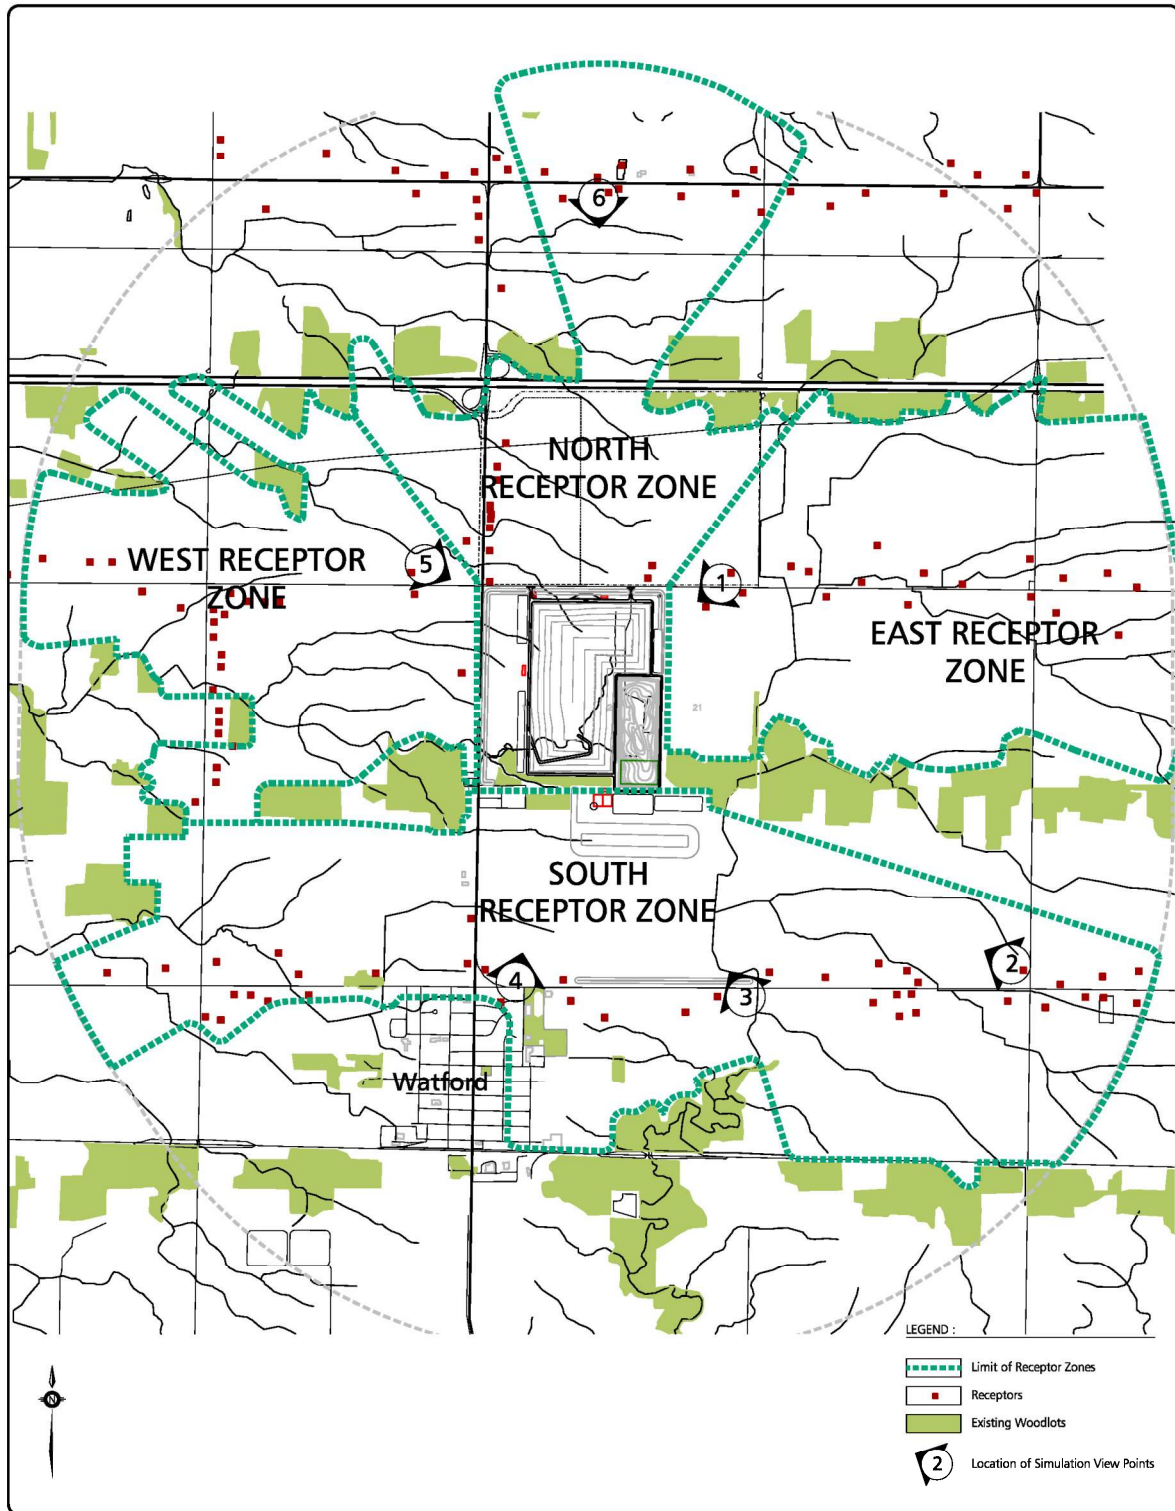 6
NORTH
RECEPTOR ZONE
WEST RECEPTOR
ZONE
5
1
EAST RECEPTOR
ZONE
21
SOUTH
RECEPTOR ZONE
2
4
3
Watford
LEGEND :
Limit of Receptor Zones
Receptors
Existing Woodlots
2
Location of Simulation View Points
N